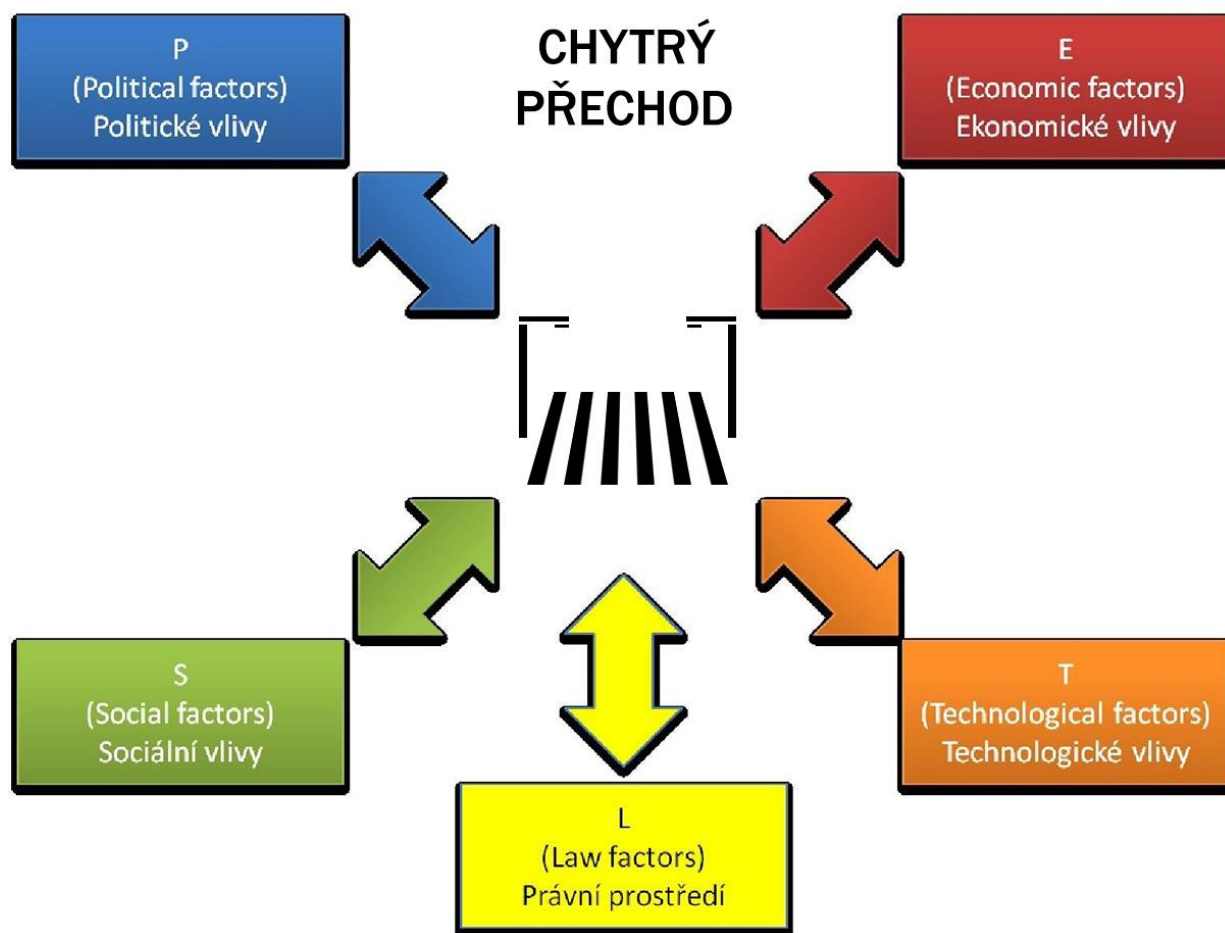 P
(Political factors)
Politické vlivy
CHYTRÝ
PŘECHOD
E
(Economic factors)
Ekonomické vlivy
S
(Social factors)
Sociální vlivy
T
(Technological factors)
Technologické vlivy
L
(Law factors)
Právní prostředí